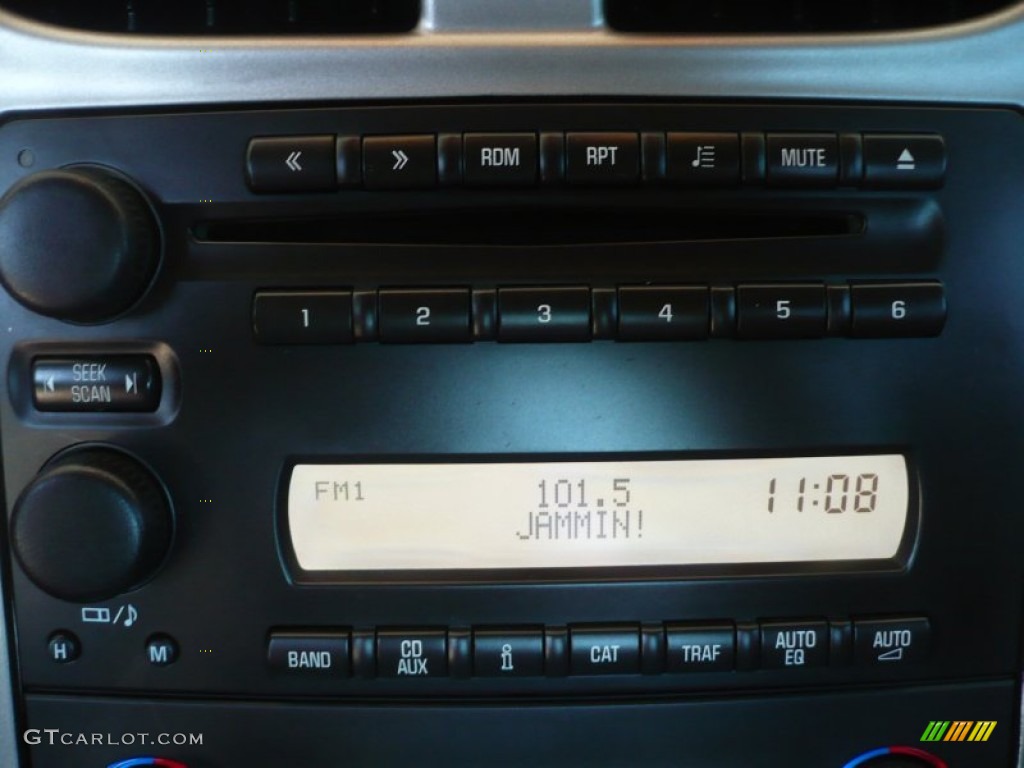 RDM RPT MUTE
1 2 3 4 5 6
SEEK
SCAN
FM1 101.5 11:08
JAMMIN!
H M
BAND CD AUX i CAT TRAF AUTO EQ AUTO
GTCARLOT.COM